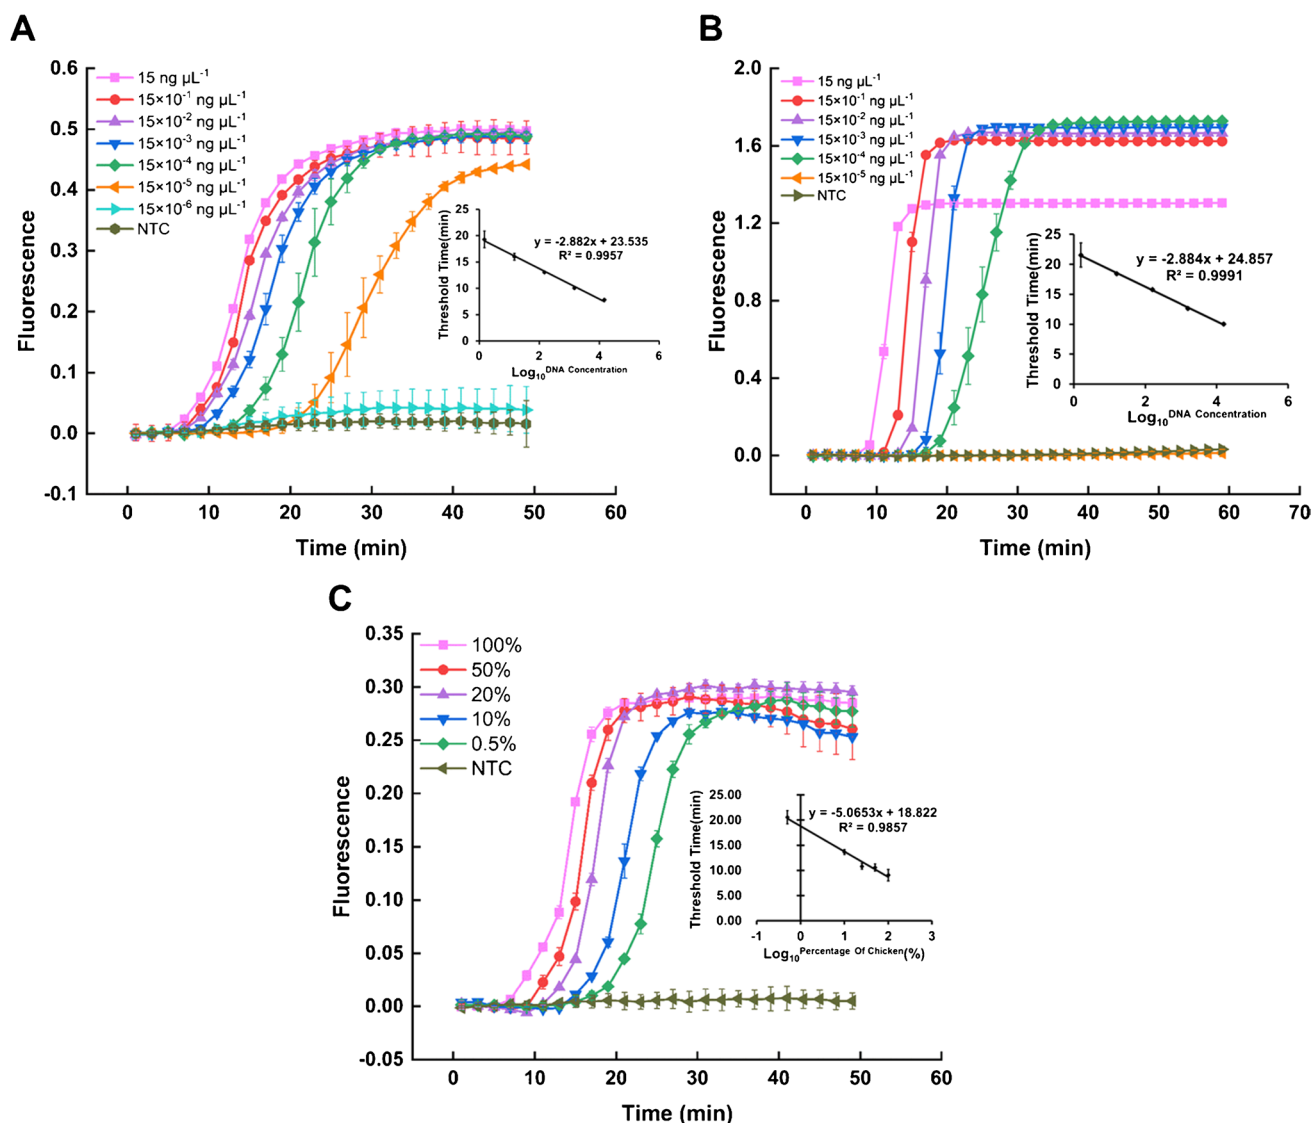 A
0.6
0.5
0.4
0.3
0.2
0.1
0.0
-0.1
Fluorescence
15 ng µL⁻¹
15×10⁻¹ ng µL⁻¹
15×10⁻² ng µL⁻¹
15×10⁻³ ng µL⁻¹
15×10⁻⁴ ng µL⁻¹
15×10⁻⁵ ng µL⁻¹
15×10⁻⁶ ng µL⁻¹
NTC
Threshold Time(min)
25
20
15
10
5
0
y = -2.882x + 23.535
R² = 0.9957
0 2 4 6
Log₁₀DNA Concentration
0 10 20 30 40 50 60
Time (min)
B
2.0
1.6
1.2
0.8
0.4
0.0
Fluorescence
15 ng µL⁻¹
15×10⁻¹ ng µL⁻¹
15×10⁻² ng µL⁻¹
15×10⁻³ ng µL⁻¹
15×10⁻⁴ ng µL⁻¹
15×10⁻⁵ ng µL⁻¹
NTC
Threshold Time(min)
25
20
15
10
5
0
y = -2.884x + 24.857
R² = 0.9991
0 2 4 6
Log₁₀DNA Concentration
0 10 20 30 40 50 60 70
Time (min)
C
0.35
0.30
0.25
0.20
0.15
0.10
0.05
0.00
-0.05
Fluorescence
100%
50%
20%
10%
0.5%
NTC
Threshold Time(min)
25.00
20.00
15.00
10.00
5.00
0.00
y = -5.0653x + 18.822
R² = 0.9857
-1 0 1 2 3
Log₁₀Percentage Of Chicken(%)
0 10 20 30 40 50 60
Time (min)